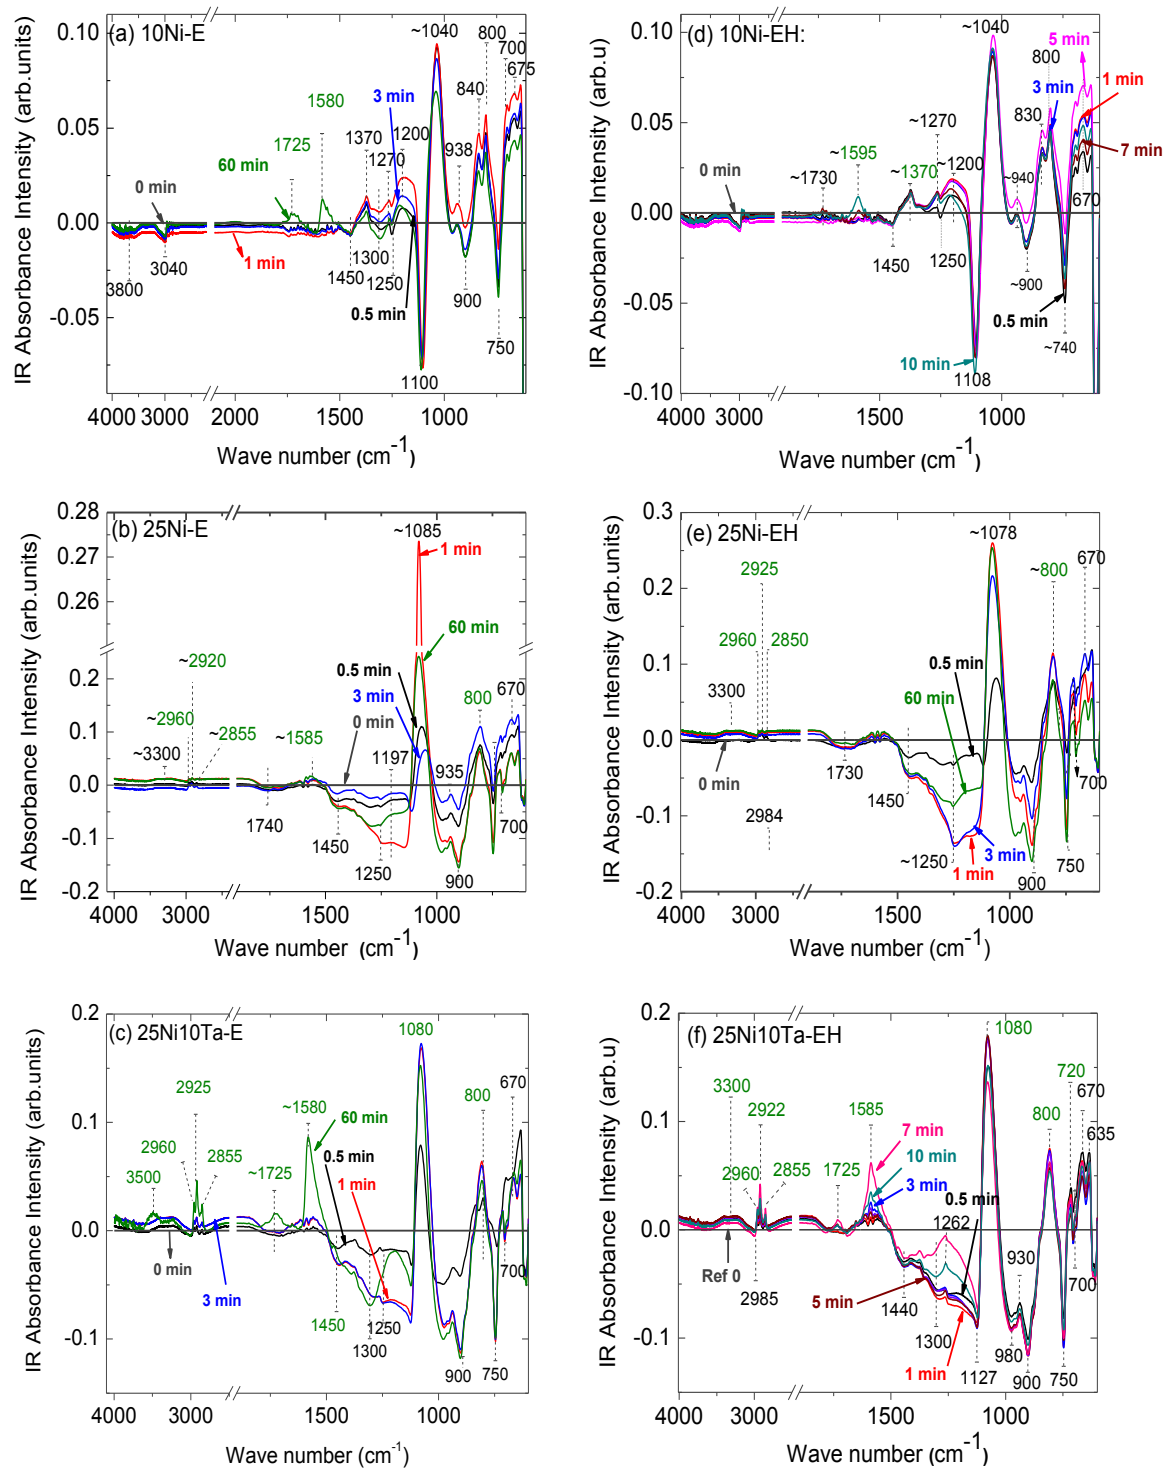 (a) 10Ni-E
IR Absorbance Intensity (arb.units)
0.10
0.05
0.00
-0.05
~1040
800
700
675
840
3 min
1580
1725
1370
1200
1270
938
60 min
0 min
1 min
3800
3040
1450
1300
1250
0.5 min
900
750
1100
4000 3000 2000 1500 1000
Wave number (cm-1)
(d) 10Ni-EH:
IR Absorbance Intensity (arb.u)
0.10
0.05
0.00
-0.05
-0.10
~1040
5 min
800
1 min
3 min
830
7 min
~1270
~1200
~1595
~1370
~1730
0 min
~940
670
1450
1250
~900
0.5 min
~740
10 min
1108
4000 3000 1500 1000
Wave number (cm-1)
(b) 25Ni-E
IR Absorbance Intensity (arb.units)
0.28
0.27
0.26
0.2
0.1
0.0
-0.1
-0.2
~1085
1 min
60 min
0.5 min
3 min
0 min
~2920
~2960
~2855
~3300
~1585
1197
935
800
670
1740
1450
1250
900
700
4000 3000 1500 1000
Wave number (cm-1)
(e) 25Ni-EH
IR Absorbance Intensity (arb.units)
0.3
0.2
0.1
0.0
-0.1
-0.2
~1078
2925
2960
2850
3300
0.5 min
60 min
~800
670
0 min
1730
700
1450
2984
~1250
3 min
1 min
900
750
4000 3000 1500 1000
Wave number (cm-1)
(c) 25Ni10Ta-E
IR Absorbance Intensity (arb.units)
0.2
0.1
0.0
-0.1
1080
2925
2960
2855
3500
~1580
60 min
~1725
0.5 min
1 min
800
670
0 min
3 min
1450
1300
1250
900
700
750
4000 3000 1500 1000
Wave number (cm-1)
(f) 25Ni10Ta-EH
IR Absorbance Intensity (arb.u)
0.2
0.1
0.0
-0.1
1080
3300
2922
2960
2855
1585
1725
7 min
10 min
3 min
0.5 min
1262
800
720
670
635
Ref 0
2985
5 min
1440
1300
1 min
1127
930
980
900
700
750
4000 3000 1500 1000
Wave number (cm-1)